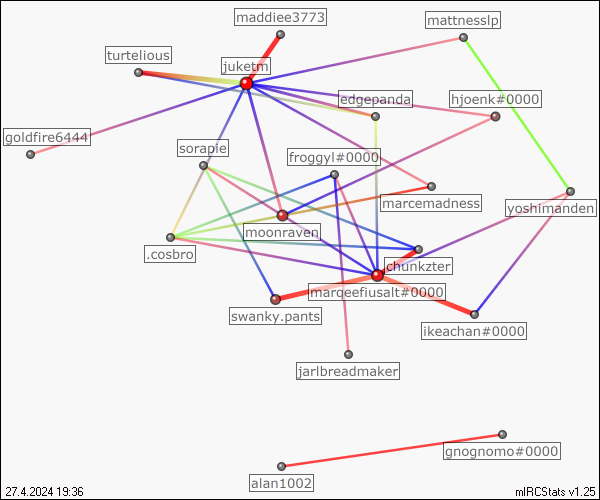 maddiee3773
mattnesslp
turtelious
juketm
edgepanda
hjoenk#0000
goldfire6444
sorapie
froggyl#0000
marcemadness
yoshimanden
moonraven
.cosbro
chunkzter
marqeefiusalt#0000
swanky.pants
ikeachan#0000
jarlbreadmaker
gnognomo#0000
alan1002
27.4.2024 19:36
mIRCStats v1.25